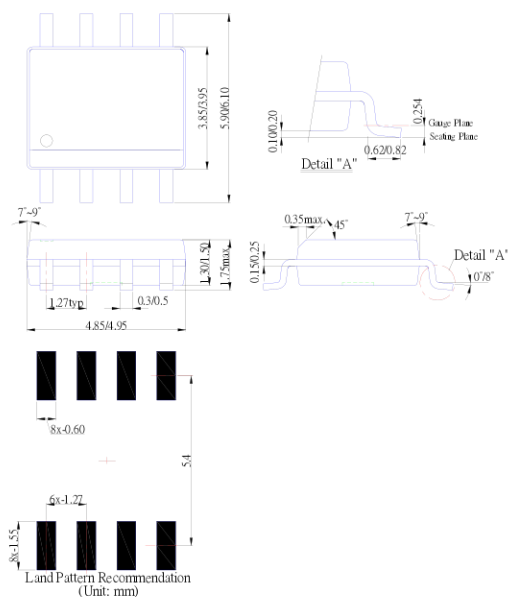 3.85/3.95
5.90/6.10
0.10/0.20
0.254
Gauge Plane
Seating Plane
0.62/0.82
Detail "A"
7˚~9˚
1.30/1.50
1.75max.
1.27typ
0.3/0.5
4.85/4.95
0.35max.
45˚
7˚~9˚
0.15/0.25
Detail "A"
0˚/8˚
8x-0.60
5.4
6x-1.27
8x-1.55
Land Pattern Recommendation
(Unit: mm)